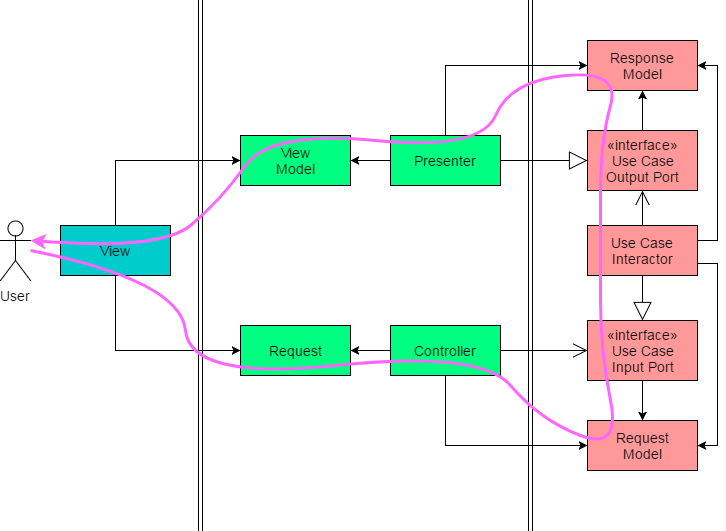 Response
Model
View
Model
Presenter
«interface»
Use Case
Output Port
View
Use Case
Interactor
User
Request
Controller
«interface»
Use Case
Input Port
Request
Model